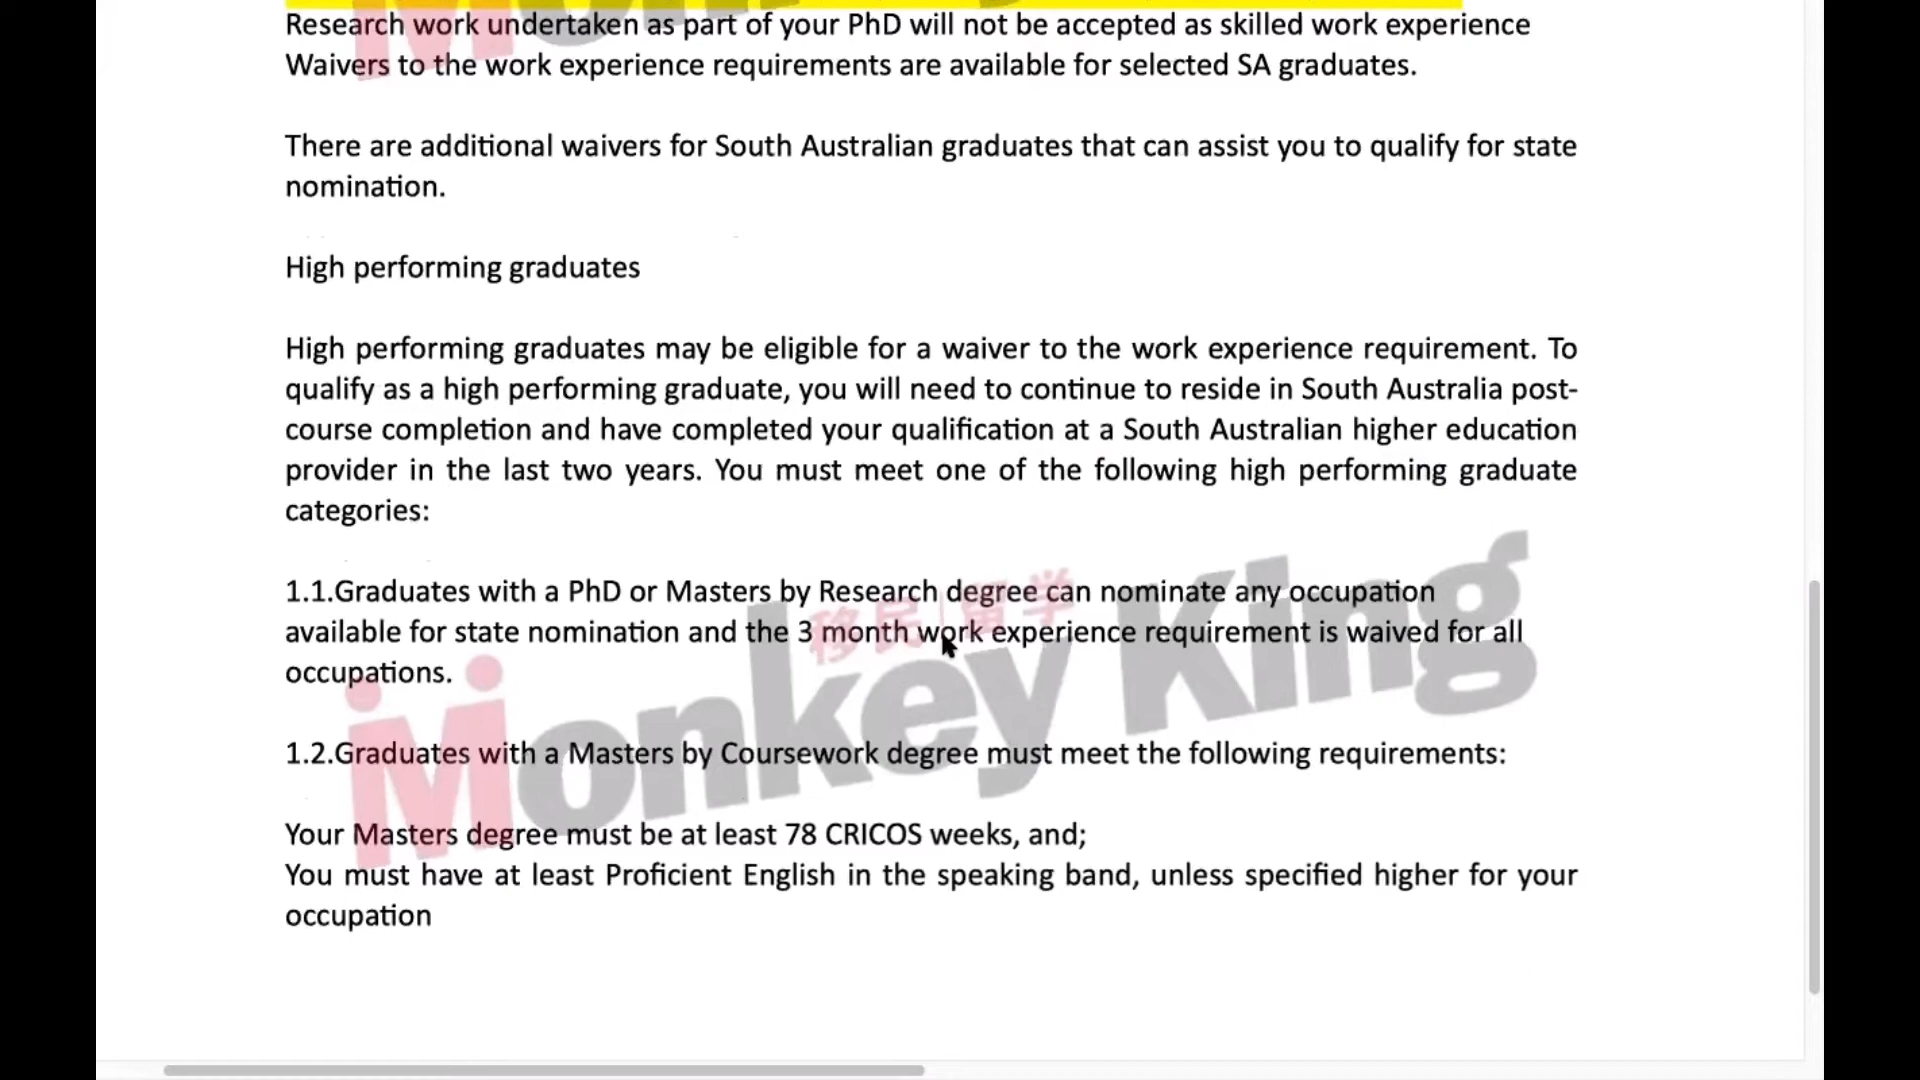 Research work undertaken as part of your PhD will not be accepted as skilled work experience
Waivers to the work experience requirements are available for selected SA graduates.
There are additional waivers for South Australian graduates that can assist you to qualify for state
nomination.
High performing graduates
High performing graduates may be eligible for a waiver to the work experience requirement. To
qualify as a high performing graduate, you will need to continue to reside in South Australia post-
course completion and have completed your qualification at a South Australian higher education
provider in the last two years. You must meet one of the following high performing graduate
categories:
1.1.Graduates with a PhD or Masters by Research degree can nominate any occupation
available for state nomination and the 3 month work experience requirement is waived for all
occupations.
移民|留学
Monkey King
1.2.Graduates with a Masters by Coursework degree must meet the following requirements:
Your Masters degree must be at least 78 CRICOS weeks, and;
You must have at least Proficient English in the speaking band, unless specified higher for your
occupation